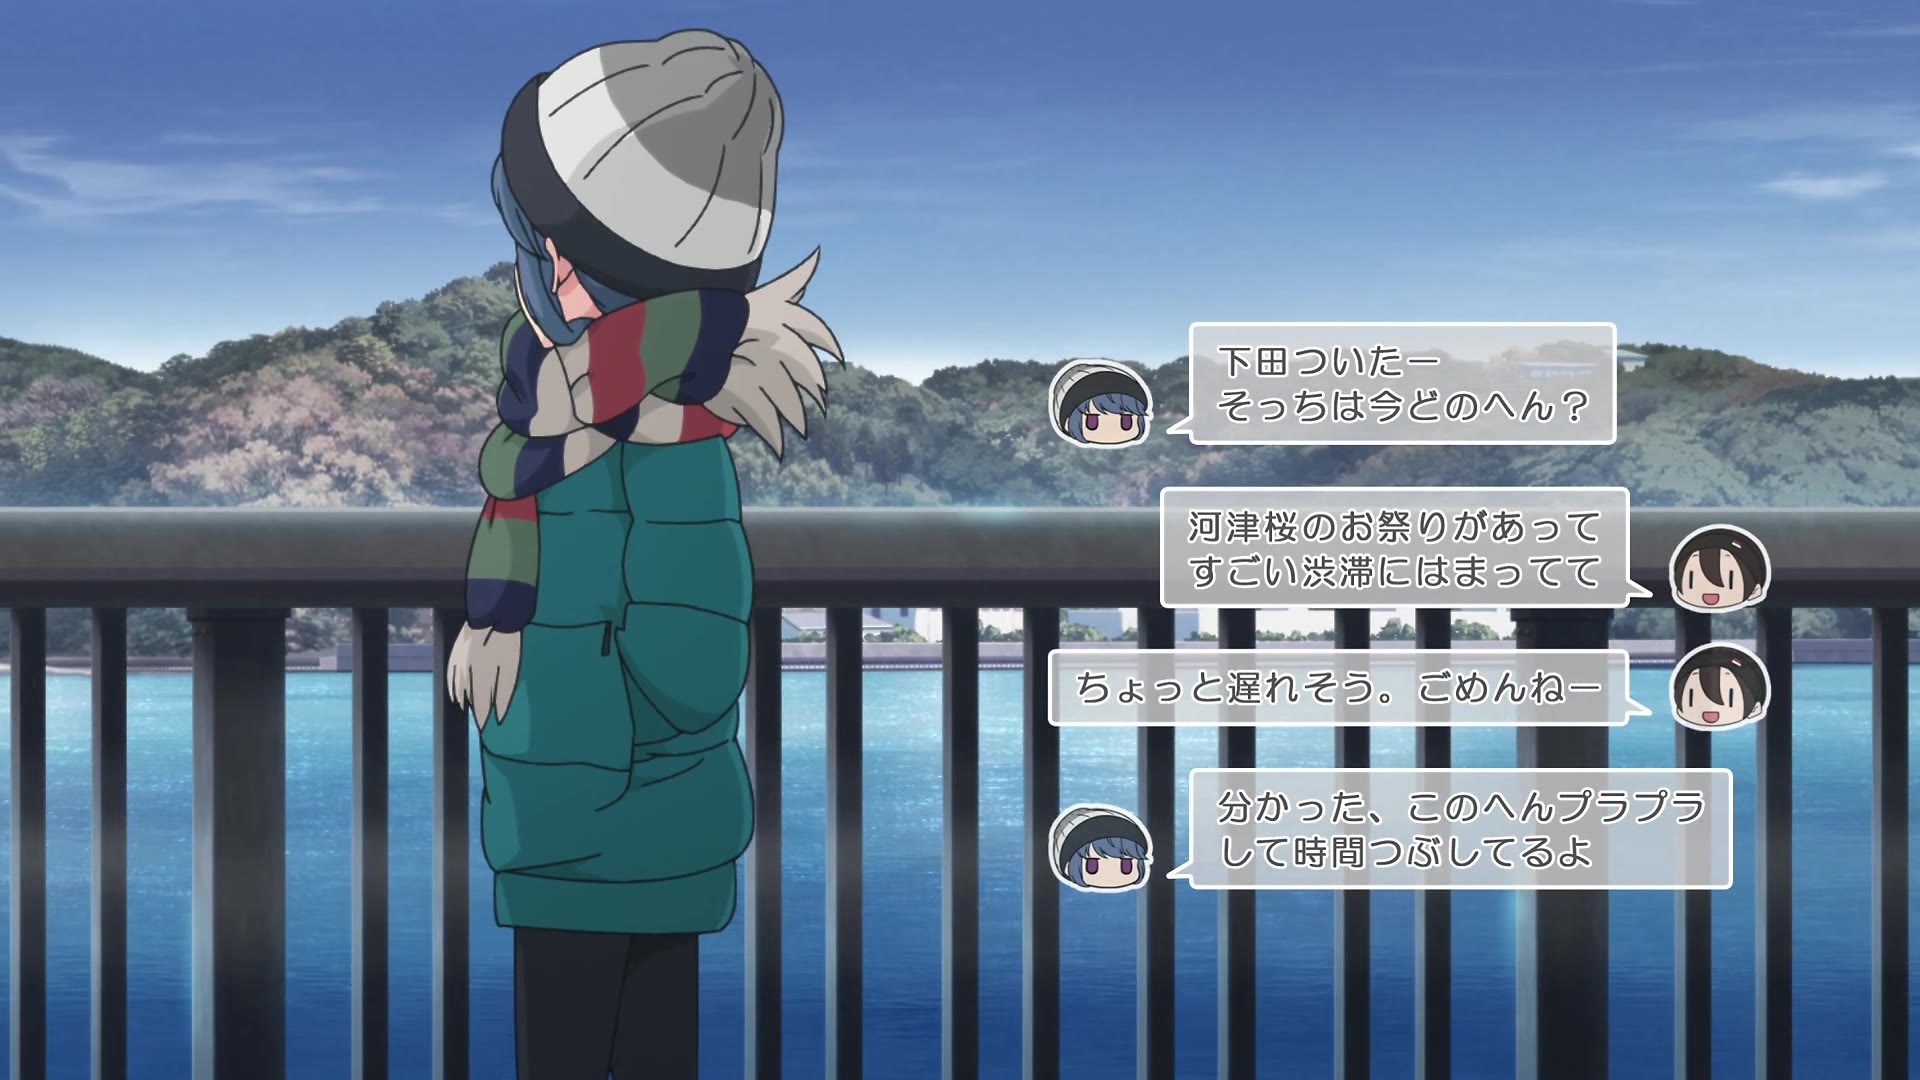 下田ついたー
そっちは今どのへん？
河津桜のお祭りがあって
すごい渋滞にはまってて
ちょっと遅れそう。ごめんねー
分かった、このへんプラプラ
して時間つぶしてるよ